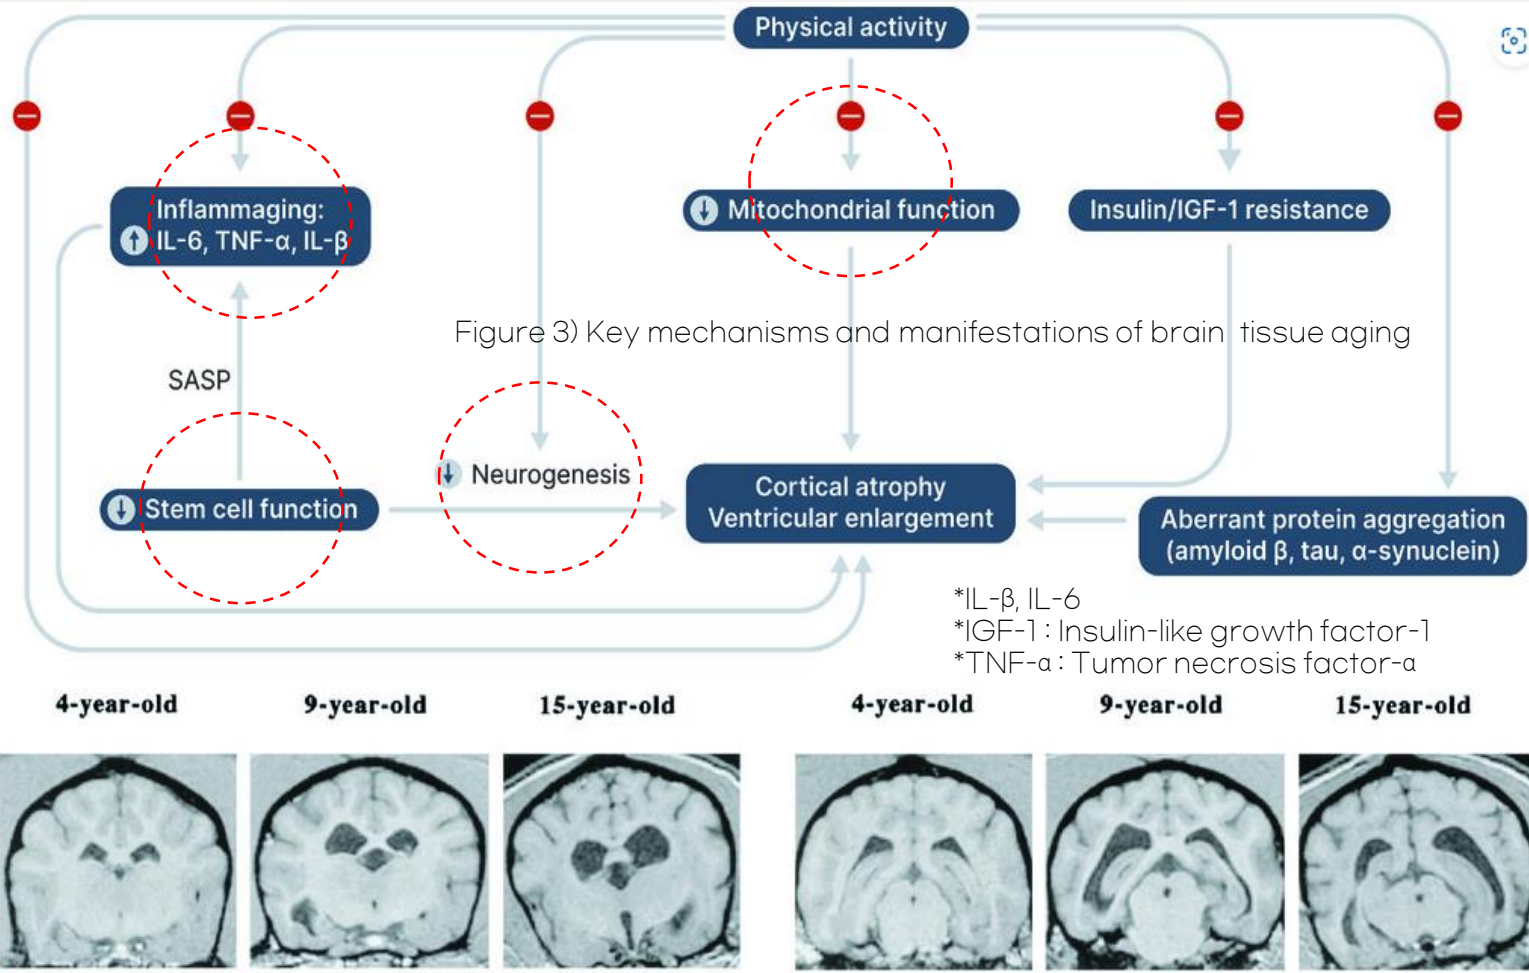 Physical activity
Inflammaging:
IL-6, TNF-α, IL-β
Mitochondrial function
Insulin/IGF-1 resistance
Figure 3) Key mechanisms and manifestations of brain tissue aging
SASP
Neurogenesis
Stem cell function
Cortical atrophy
Ventricular enlargement
Aberrant protein aggregation
(amyloid β, tau, α-synuclein)
*IL-β, IL-6
*IGF-1 : Insulin-like growth factor-1
*TNF-α : Tumor necrosis factor-α
4-year-old
9-year-old
15-year-old
4-year-old
9-year-old
15-year-old